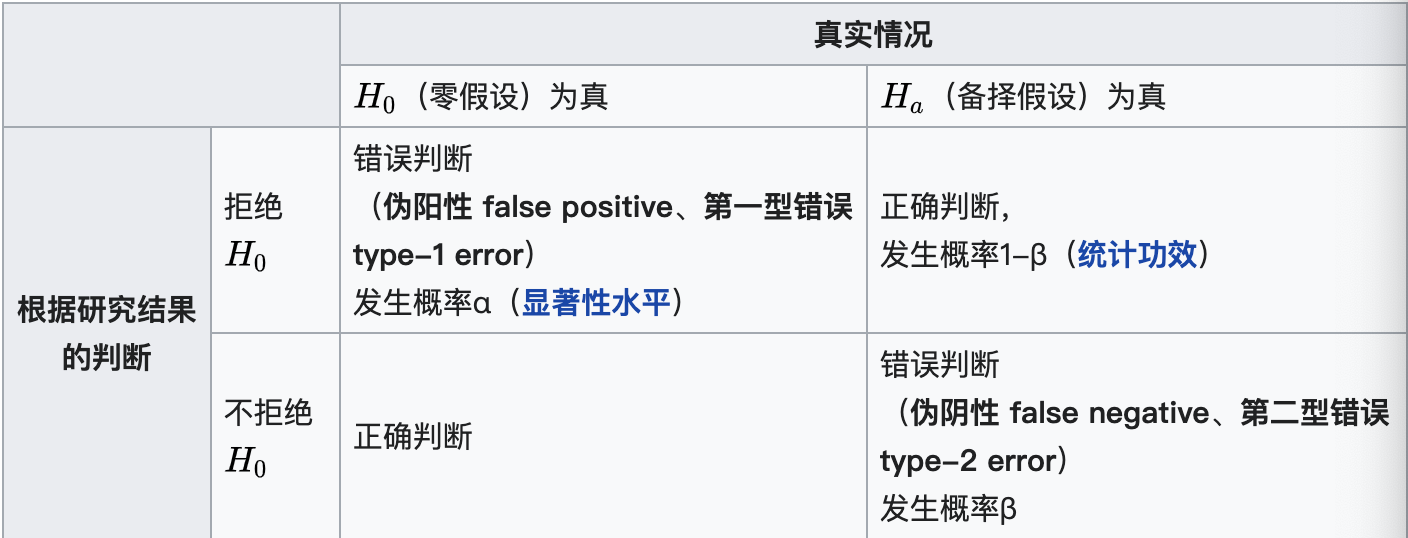 真实情况
H0（零假设）为真
Ha（备择假设）为真
根据研究结果
的判断
拒绝
H0
错误判断
（伪阳性 false positive、第一型错误
type–1 error）
发生概率α（显著性水平）
正确判断，
发生概率1–β（统计功效）
不拒绝
H0
正确判断
错误判断
（伪阴性 false negative、第二型错误
type–2 error）
发生概率β